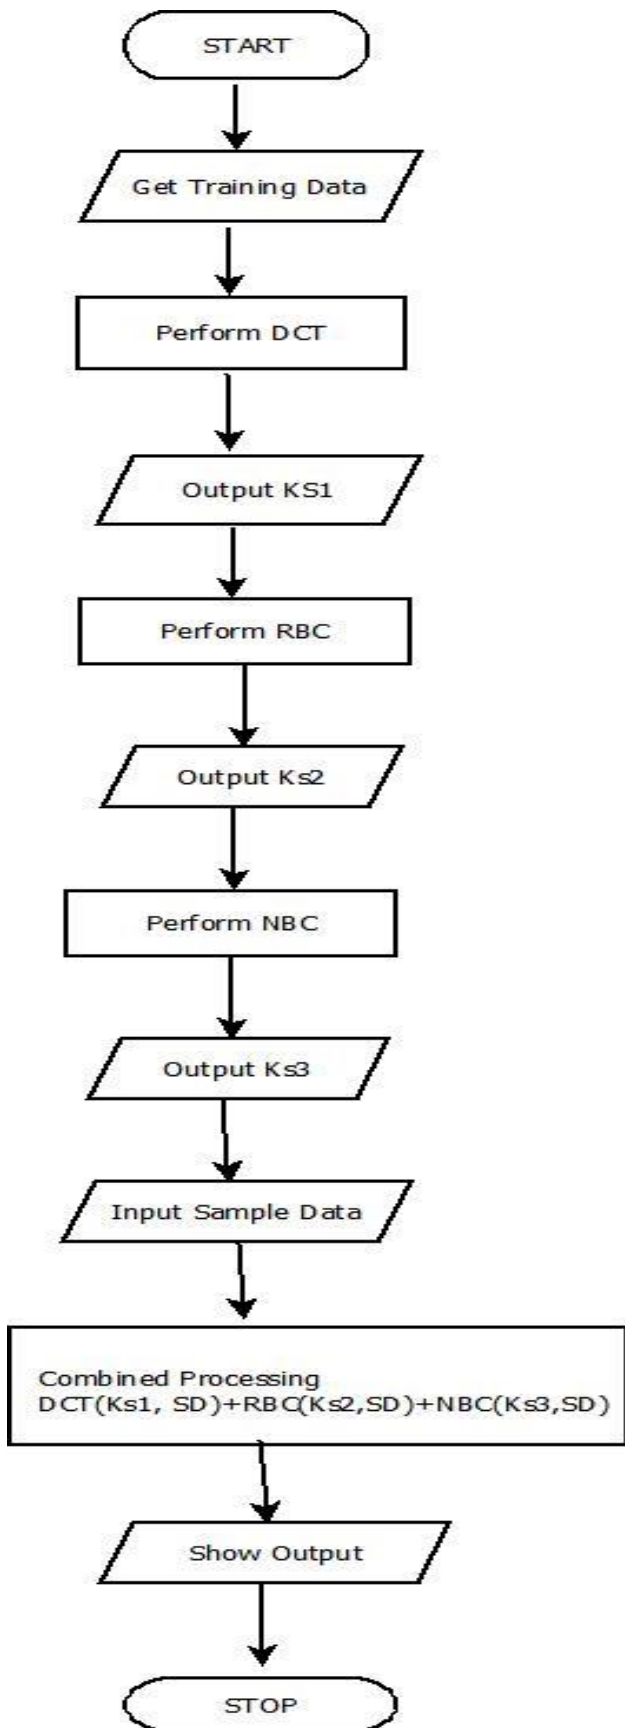 START
Get Training Data
Perform DCT
Output KS1
Perform RBC
Output Ks2
Perform NBC
Output Ks3
Input Sample Data
Combined Processing
DCT(Ks1, SD)+RBC(Ks2,SD)+NBC(Ks3,SD)
Show Output
STOP